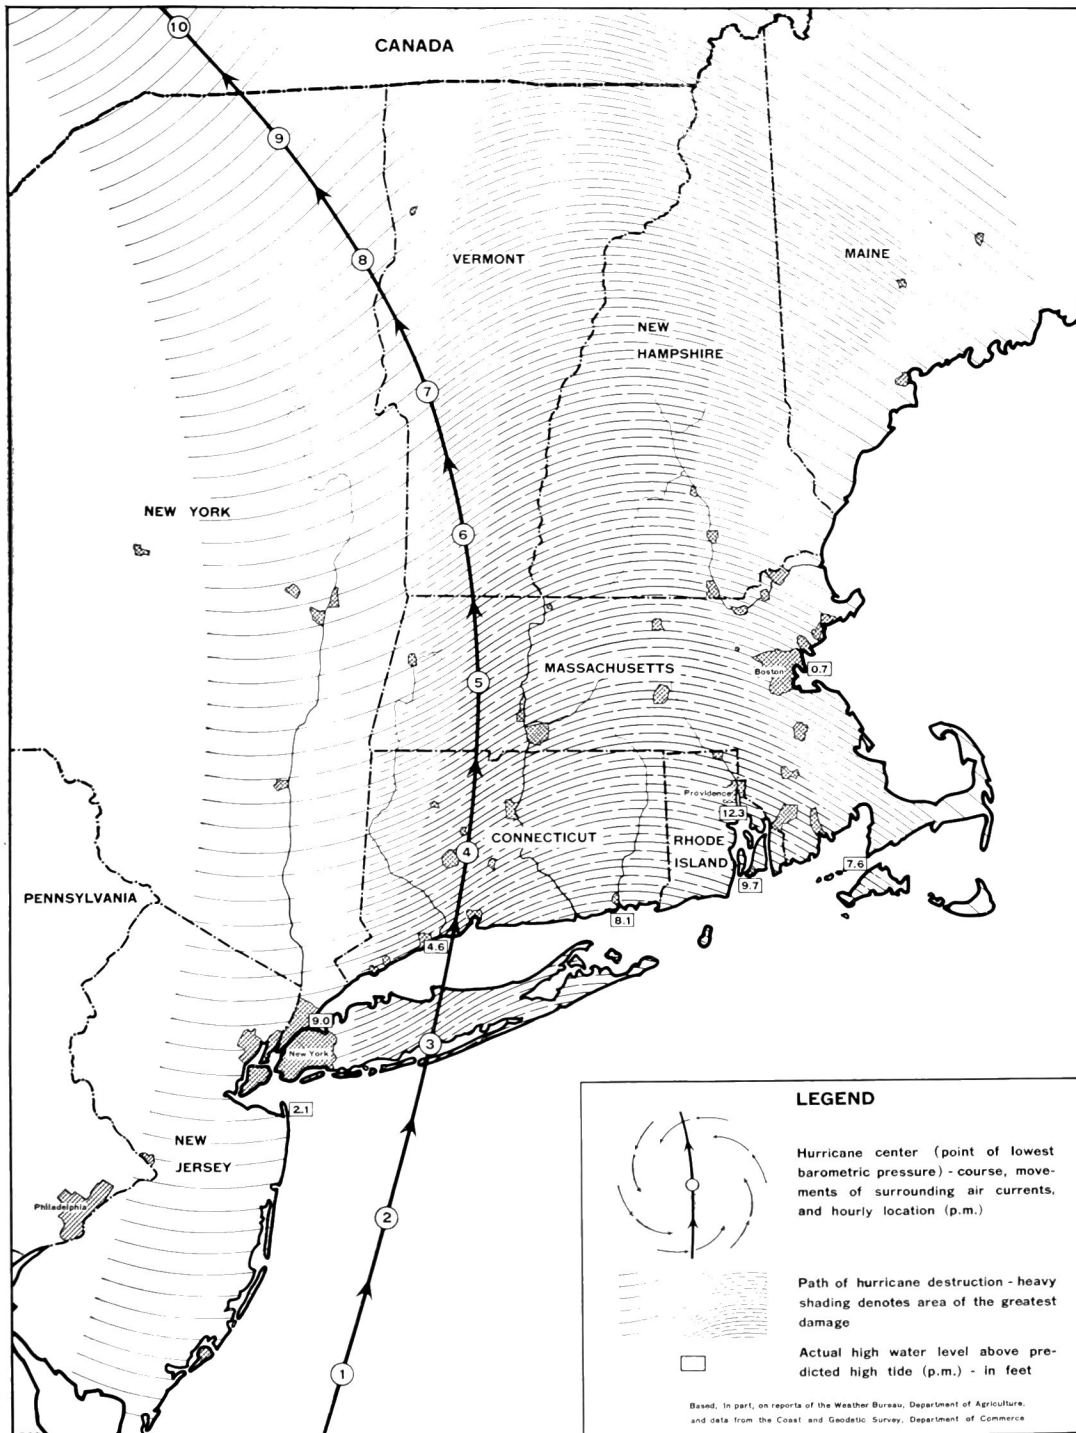 10
CANADA
9
8
VERMONT
MAINE
NEW
HAMPSHIRE
7
NEW YORK
6
MASSACHUSETTS
Boston
0.7
5
Providence
12.3
CONNECTICUT
RHODE
ISLAND
4
7.6
9.7
PENNSYLVANIA
8.1
4.6
9.0
3
New York
2.1
NEW
JERSEY
Philadelphia
2
1
LEGEND
Hurricane center (point of lowest
barometric pressure) - course, move-
ments of surrounding air currents,
and hourly location (p.m.)
Path of hurricane destruction - heavy
shading denotes area of the greatest
damage
Actual high water level above pre-
dicted high tide (p.m.) - in feet
Based, in part, on reports of the Weather Bureau, Department of Agriculture,
and data from the Coast and Geodetic Survey, Department of Commerce